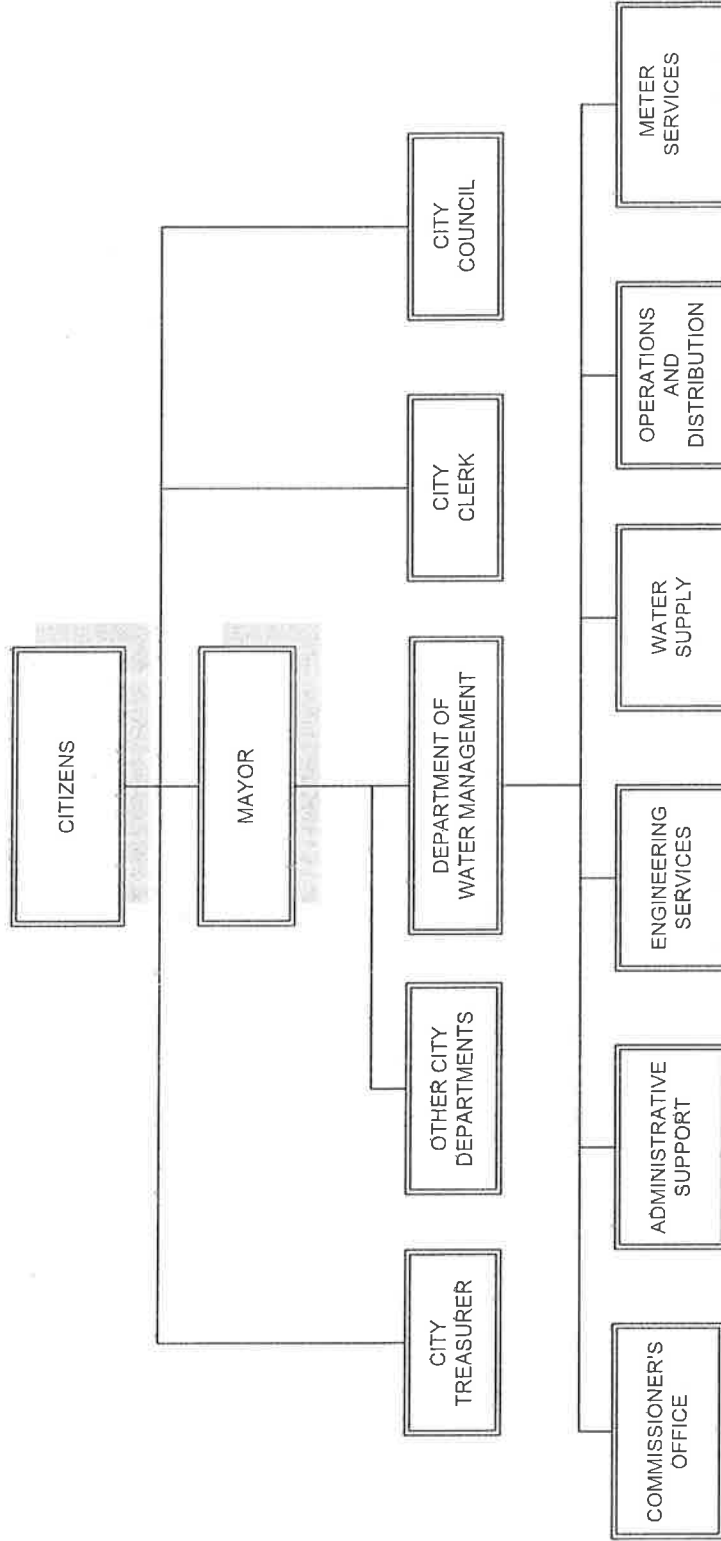 CITIZENS
MAYOR
CITY
TREASURER
OTHER CITY
DEPARTMENTS
DEPARTMENT OF
WATER MANAGEMENT
CITY
CLERK
CITY
COUNCIL
COMMISSIONER'S
OFFICE
ADMINISTRATIVE
SUPPORT
ENGINEERING
SERVICES
WATER
SUPPLY
OPERATIONS
AND
DISTRIBUTION
METER
SERVICES